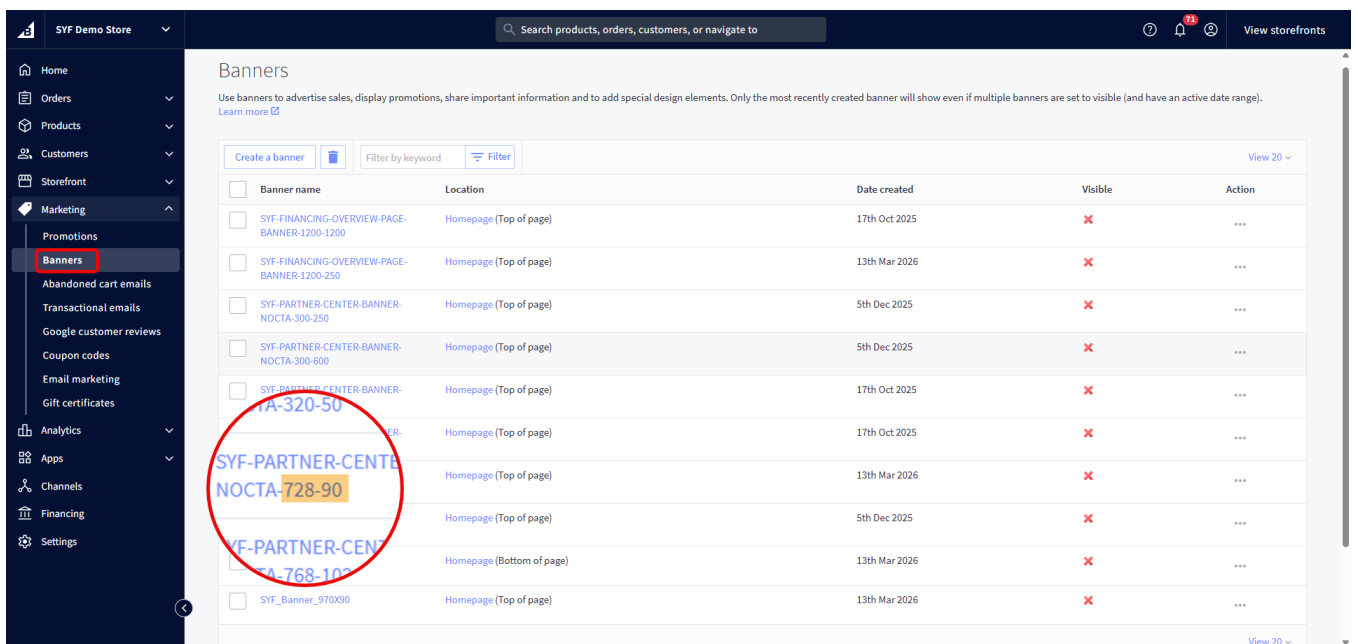 SYF Demo Store
Search products, orders, customers, or navigate to
71
View storefronts
Home
Orders
Products
Customers
Storefront
Marketing
Promotions
Banners
Abandoned cart emails
Transactional emails
Google customer reviews
Coupon codes
Email marketing
Gift certificates
Analytics
Apps
Channels
Financing
Settings
Banners
Use banners to advertise sales, display promotions, share important information and to add special design elements. Only the most recently created banner will show even if multiple banners are set to visible (and have an active date range).
Learn more
Create a banner
Filter by keyword
Filter
View 20
Banner name Location Date created Visible Action
SYF-FINANCING-OVERVIEW-PAGE- Homepage (Top of page) 17th Oct 2025
BANNER-1200-1200
SYF-FINANCING-OVERVIEW-PAGE- Homepage (Top of page) 13th Mar 2026
BANNER-1200-250
SYF-PARTNER-CENTER-BANNER- Homepage (Top of page) 5th Dec 2025
NOCTA-300-250
SYF-PARTNER-CENTER-BANNER- Homepage (Top of page) 5th Dec 2025
NOCTA-300-600
SYF-PARTNER-CENTER-BANNER- Homepage (Top of page) 17th Oct 2025
TA-320-50
ER- Homepage (Top of page) 17th Oct 2025
SYF-PARTNER-CENTE
NOCTA-728-90
Homepage (Top of page) 13th Mar 2026
Homepage (Top of page) 5th Dec 2025
YF-PARTNER-CENT
TA-768-102
Homepage (Bottom of page) 13th Mar 2026
SYF_Banner_970X90 Homepage (Top of page) 13th Mar 2026
View 20